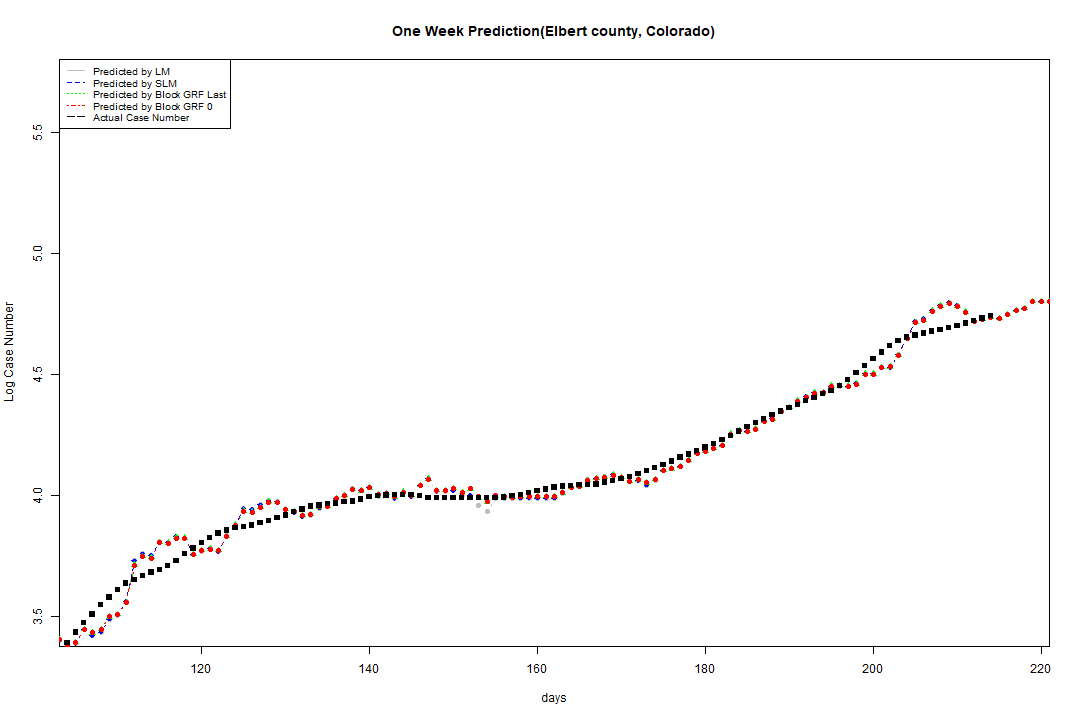 One Week Prediction(Elbert county, Colorado)
Predicted by LM
Predicted by SLM
Predicted by Block GRF Last
Predicted by Block GRF 0
Actual Case Number
5.5
5.0
4.5
4.0
3.5
Log Case Number
120 140 160 180 200 220
days